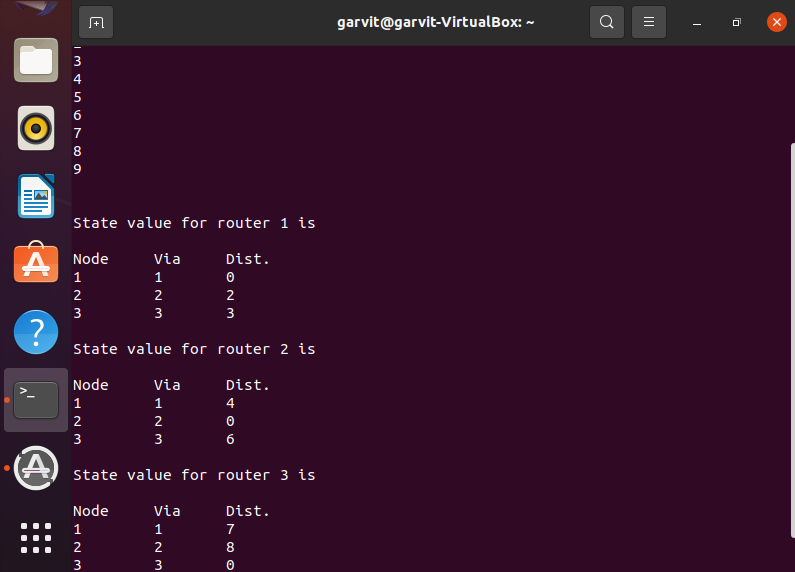 garvit@garvit-VirtualBox: ~
3
4
5
6
7
8
9
State value for router 1 is
Node Via Dist.
1 1 0
2 2 2
3 3 3
State value for router 2 is
Node Via Dist.
1 1 4
2 2 0
3 3 6
State value for router 3 is
Node Via Dist.
1 1 7
2 2 8
3 3 0